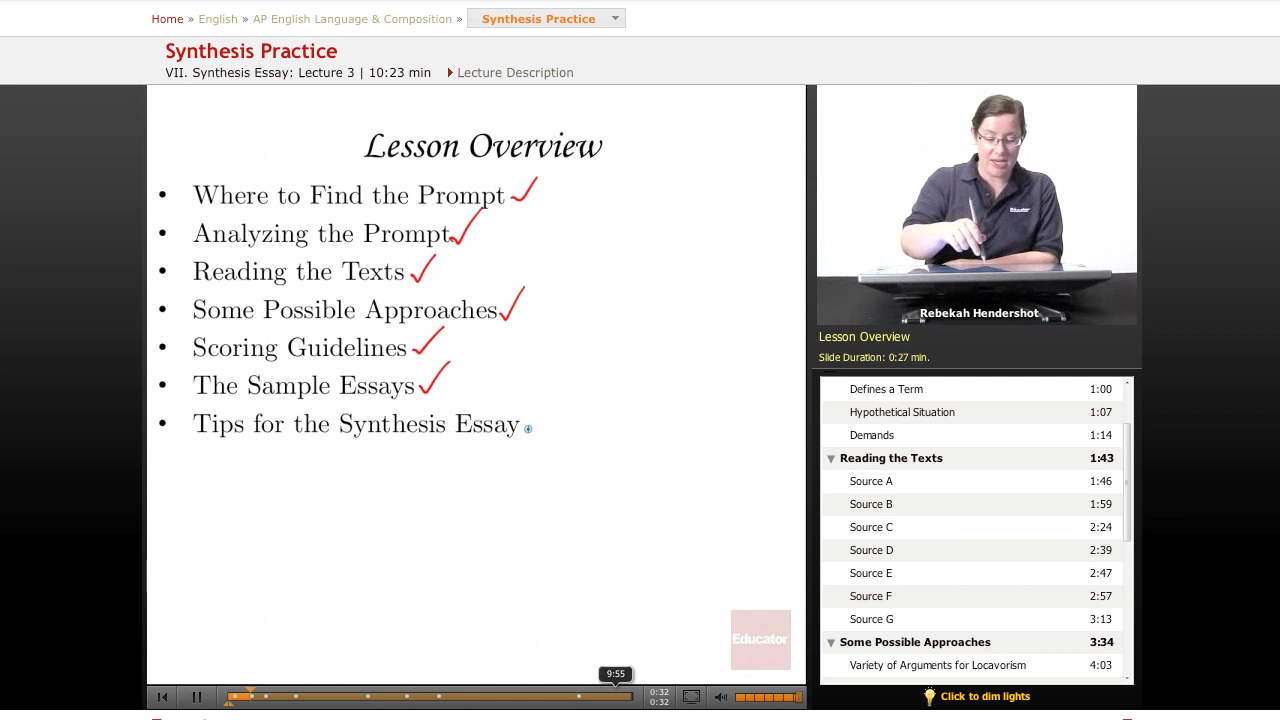 Home » English » AP English Language & Composition » Synthesis Practice
Synthesis Practice
VII. Synthesis Essay: Lecture 3 | 10:23 min Lecture Description
Lesson Overview
• Where to Find the Prompt
• Analyzing the Prompt
• Reading the Texts
• Some Possible Approaches
• Scoring Guidelines
• The Sample Essays
• Tips for the Synthesis Essay
Educator
9:55
0:32
0:32
Educator
Rebekah Hendershot
Lesson Overview
Slide Duration: 0:27 min.
Defines a Term 1:00
Hypothetical Situation 1:07
Demands 1:14
Reading the Texts 1:43
Source A 1:46
Source B 1:59
Source C 2:24
Source D 2:39
Source E 2:47
Source F 2:57
Source G 3:13
Some Possible Approaches 3:34
Variety of Arguments for Locavorism 4:03
Click to dim lights